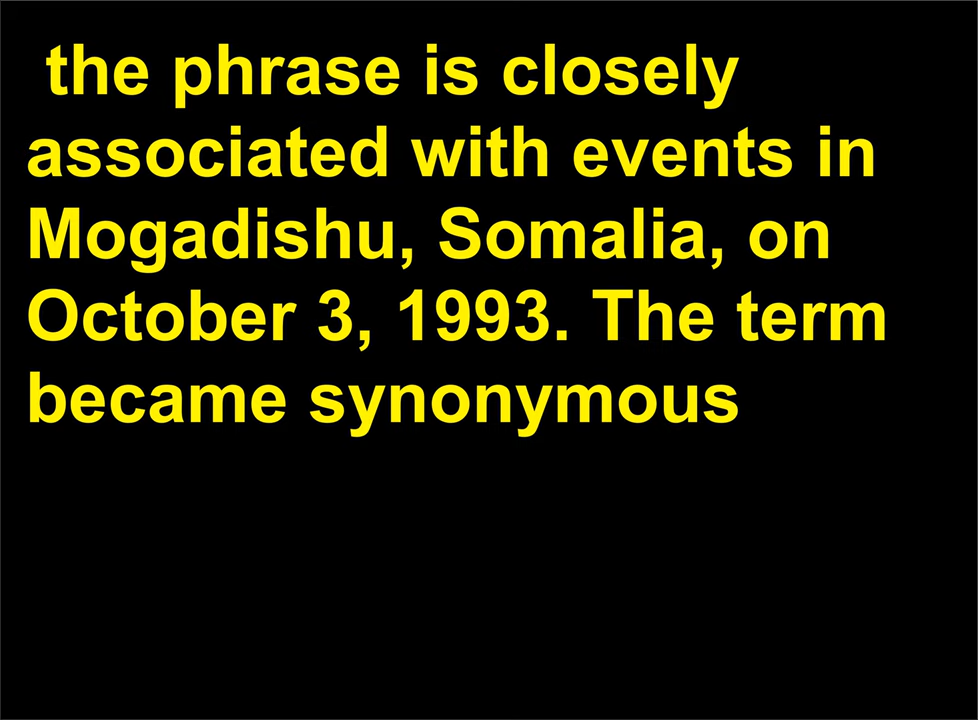 the phrase is closely
associated with events in
Mogadishu, Somalia, on
October 3, 1993. The term
became synonymous